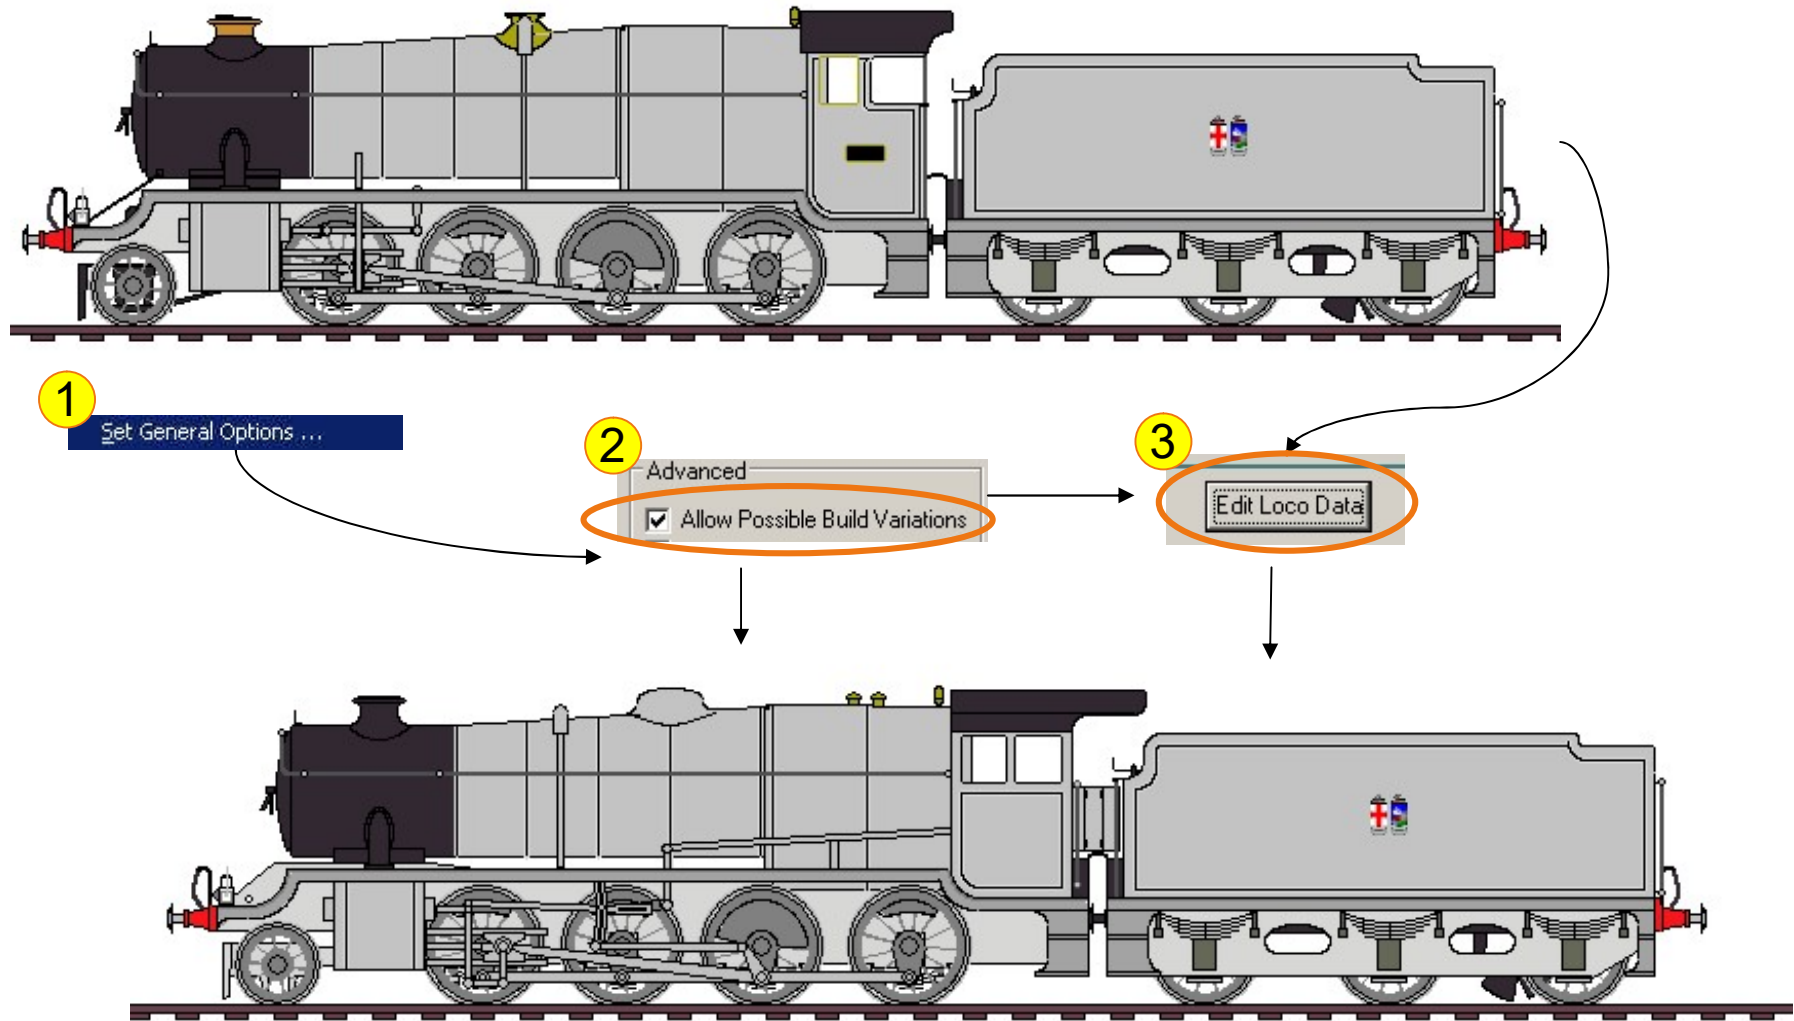 1
Set General Options ...
2
Advanced
Allow Possible Build Variations
3
Edit Loco Data